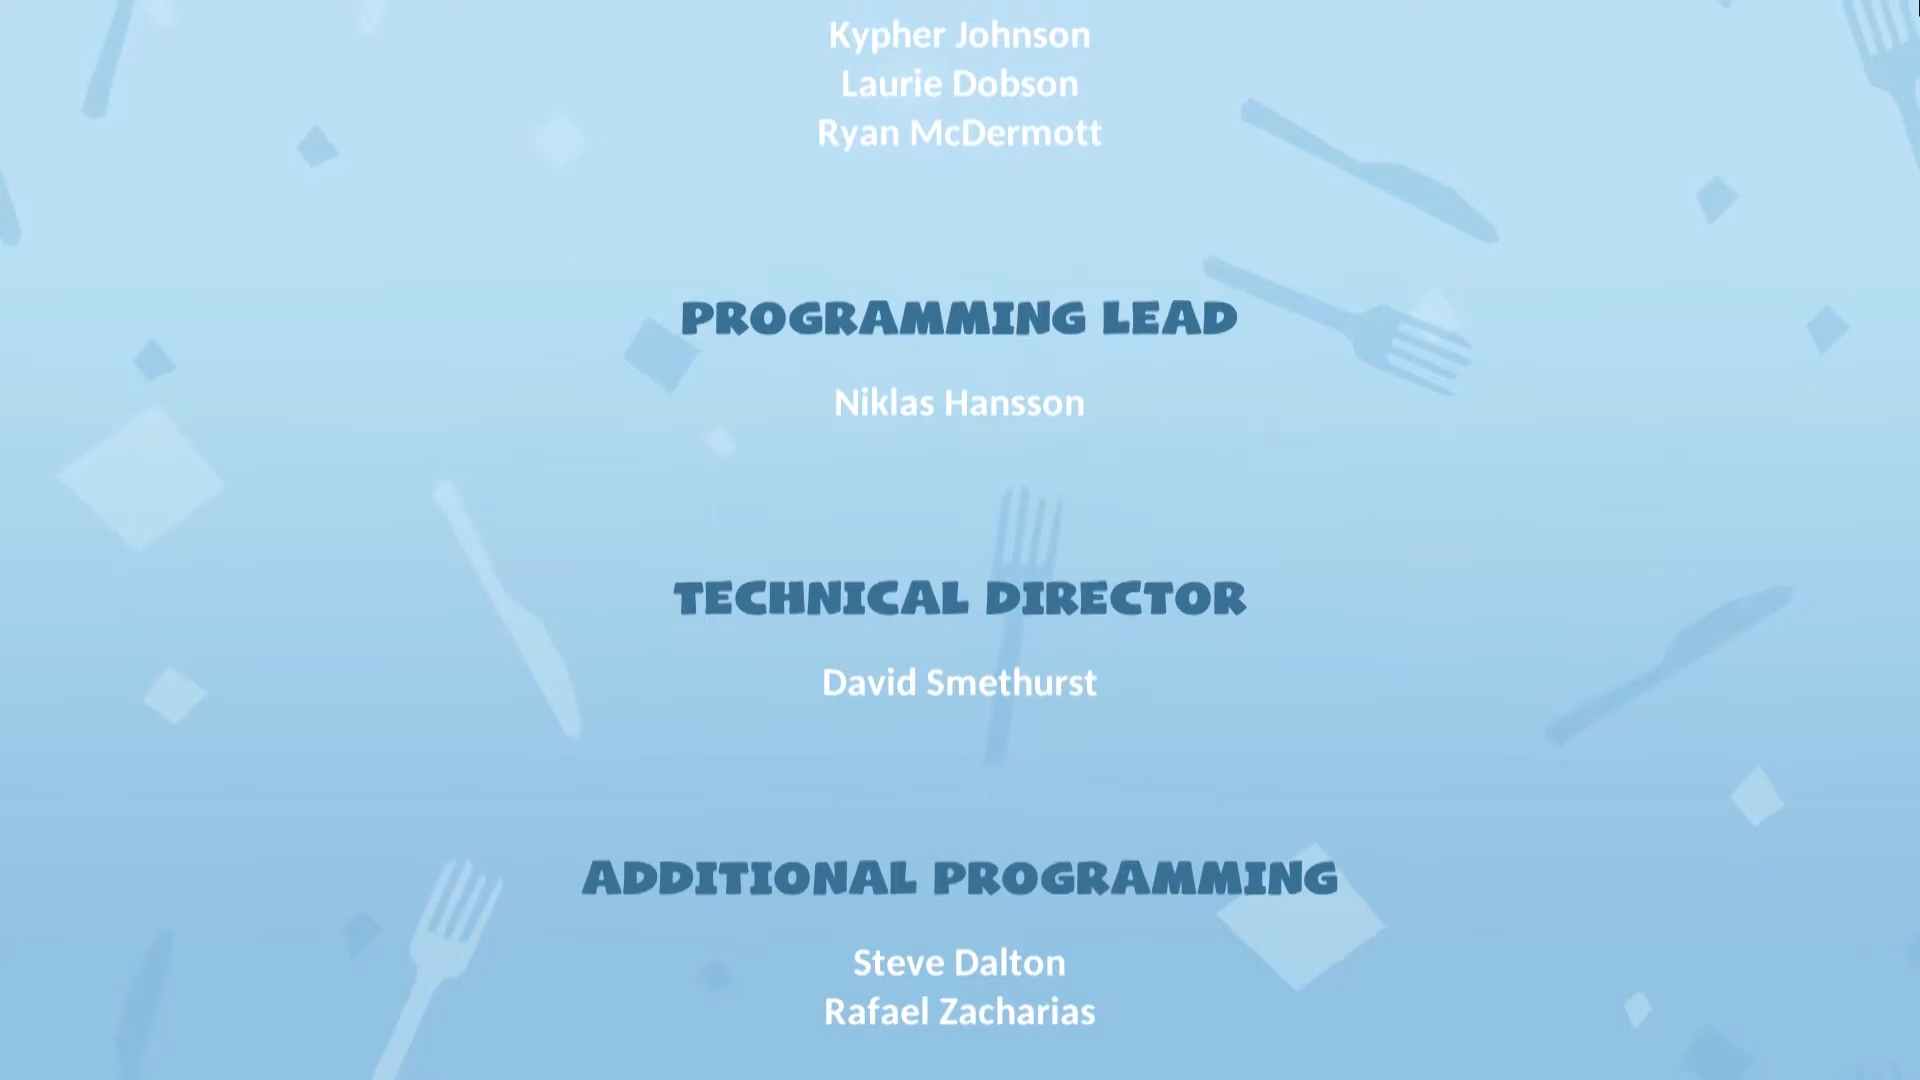 Kypher Johnson
Laurie Dobson
Ryan McDermott
PROGRAMMING LEAD
Niklas Hansson
TECHNICAL DIRECTOR
David Smethurst
ADDITIONAL PROGRAMMING
Steve Dalton
Rafael Zacharias